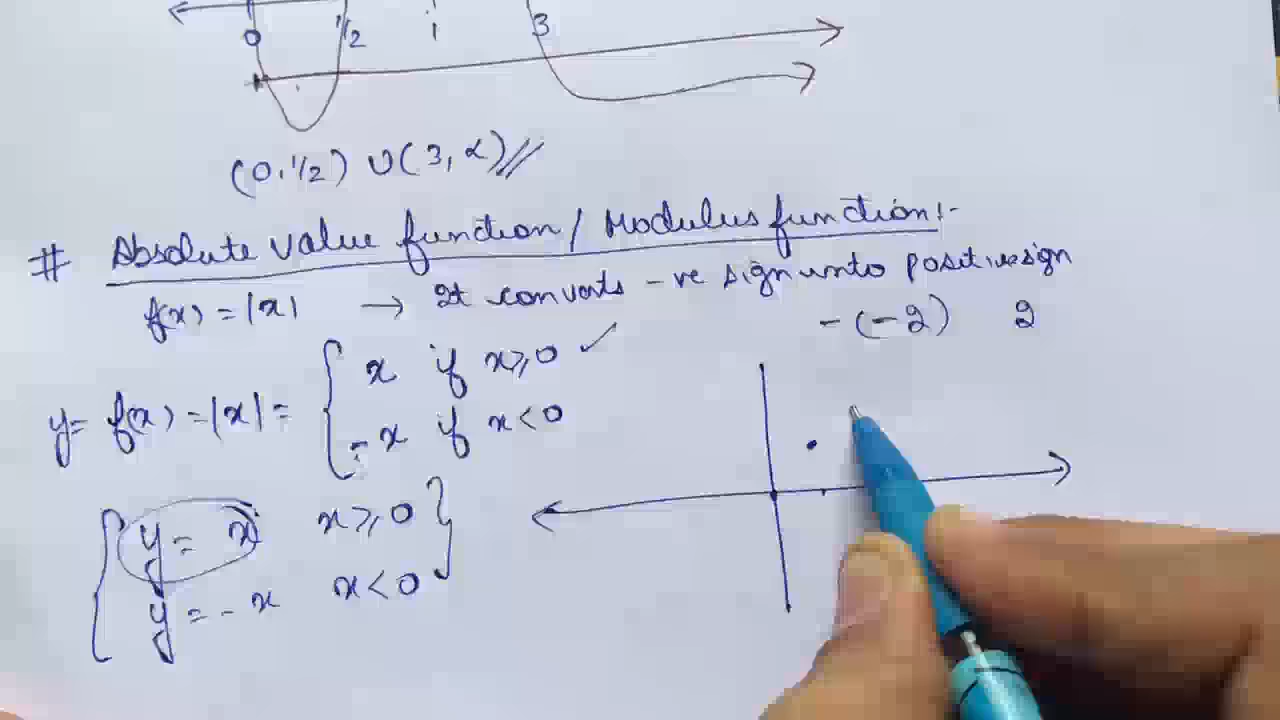 0 1/2 1 3
(0, 1/2) ∪ (3, ∝)//
# Absolute value function / Modulus function:-
f(x) = |x| → It converts -ve sign into positive sign
-(-2) 2
y = f(x) = |x| = { x if x ≥ 0 ✓
-x if x < 0
{ y = x x ≥ 0 }
y = -x x < 0